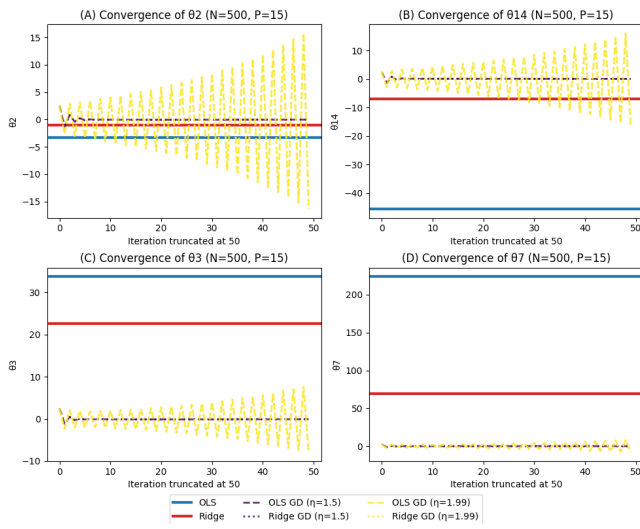 (A) Convergence of θ2 (N=500, P=15)
15
10
5
0
−5
−10
−15
θ2
0 10 20 30 40 50
Iteration truncated at 50
(B) Convergence of θ14 (N=500, P=15)
10
0
−10
−20
−30
−40
θ14
0 10 20 30 40 50
Iteration truncated at 50
(C) Convergence of θ3 (N=500, P=15)
30
20
10
0
−10
θ3
0 10 20 30 40 50
Iteration truncated at 50
(D) Convergence of θ7 (N=500, P=15)
200
150
100
50
0
θ7
0 10 20 30 40 50
Iteration truncated at 50
OLS OLS GD (η=1.5) OLS GD (η=1.99)
Ridge Ridge GD (η=1.5) Ridge GD (η=1.99)